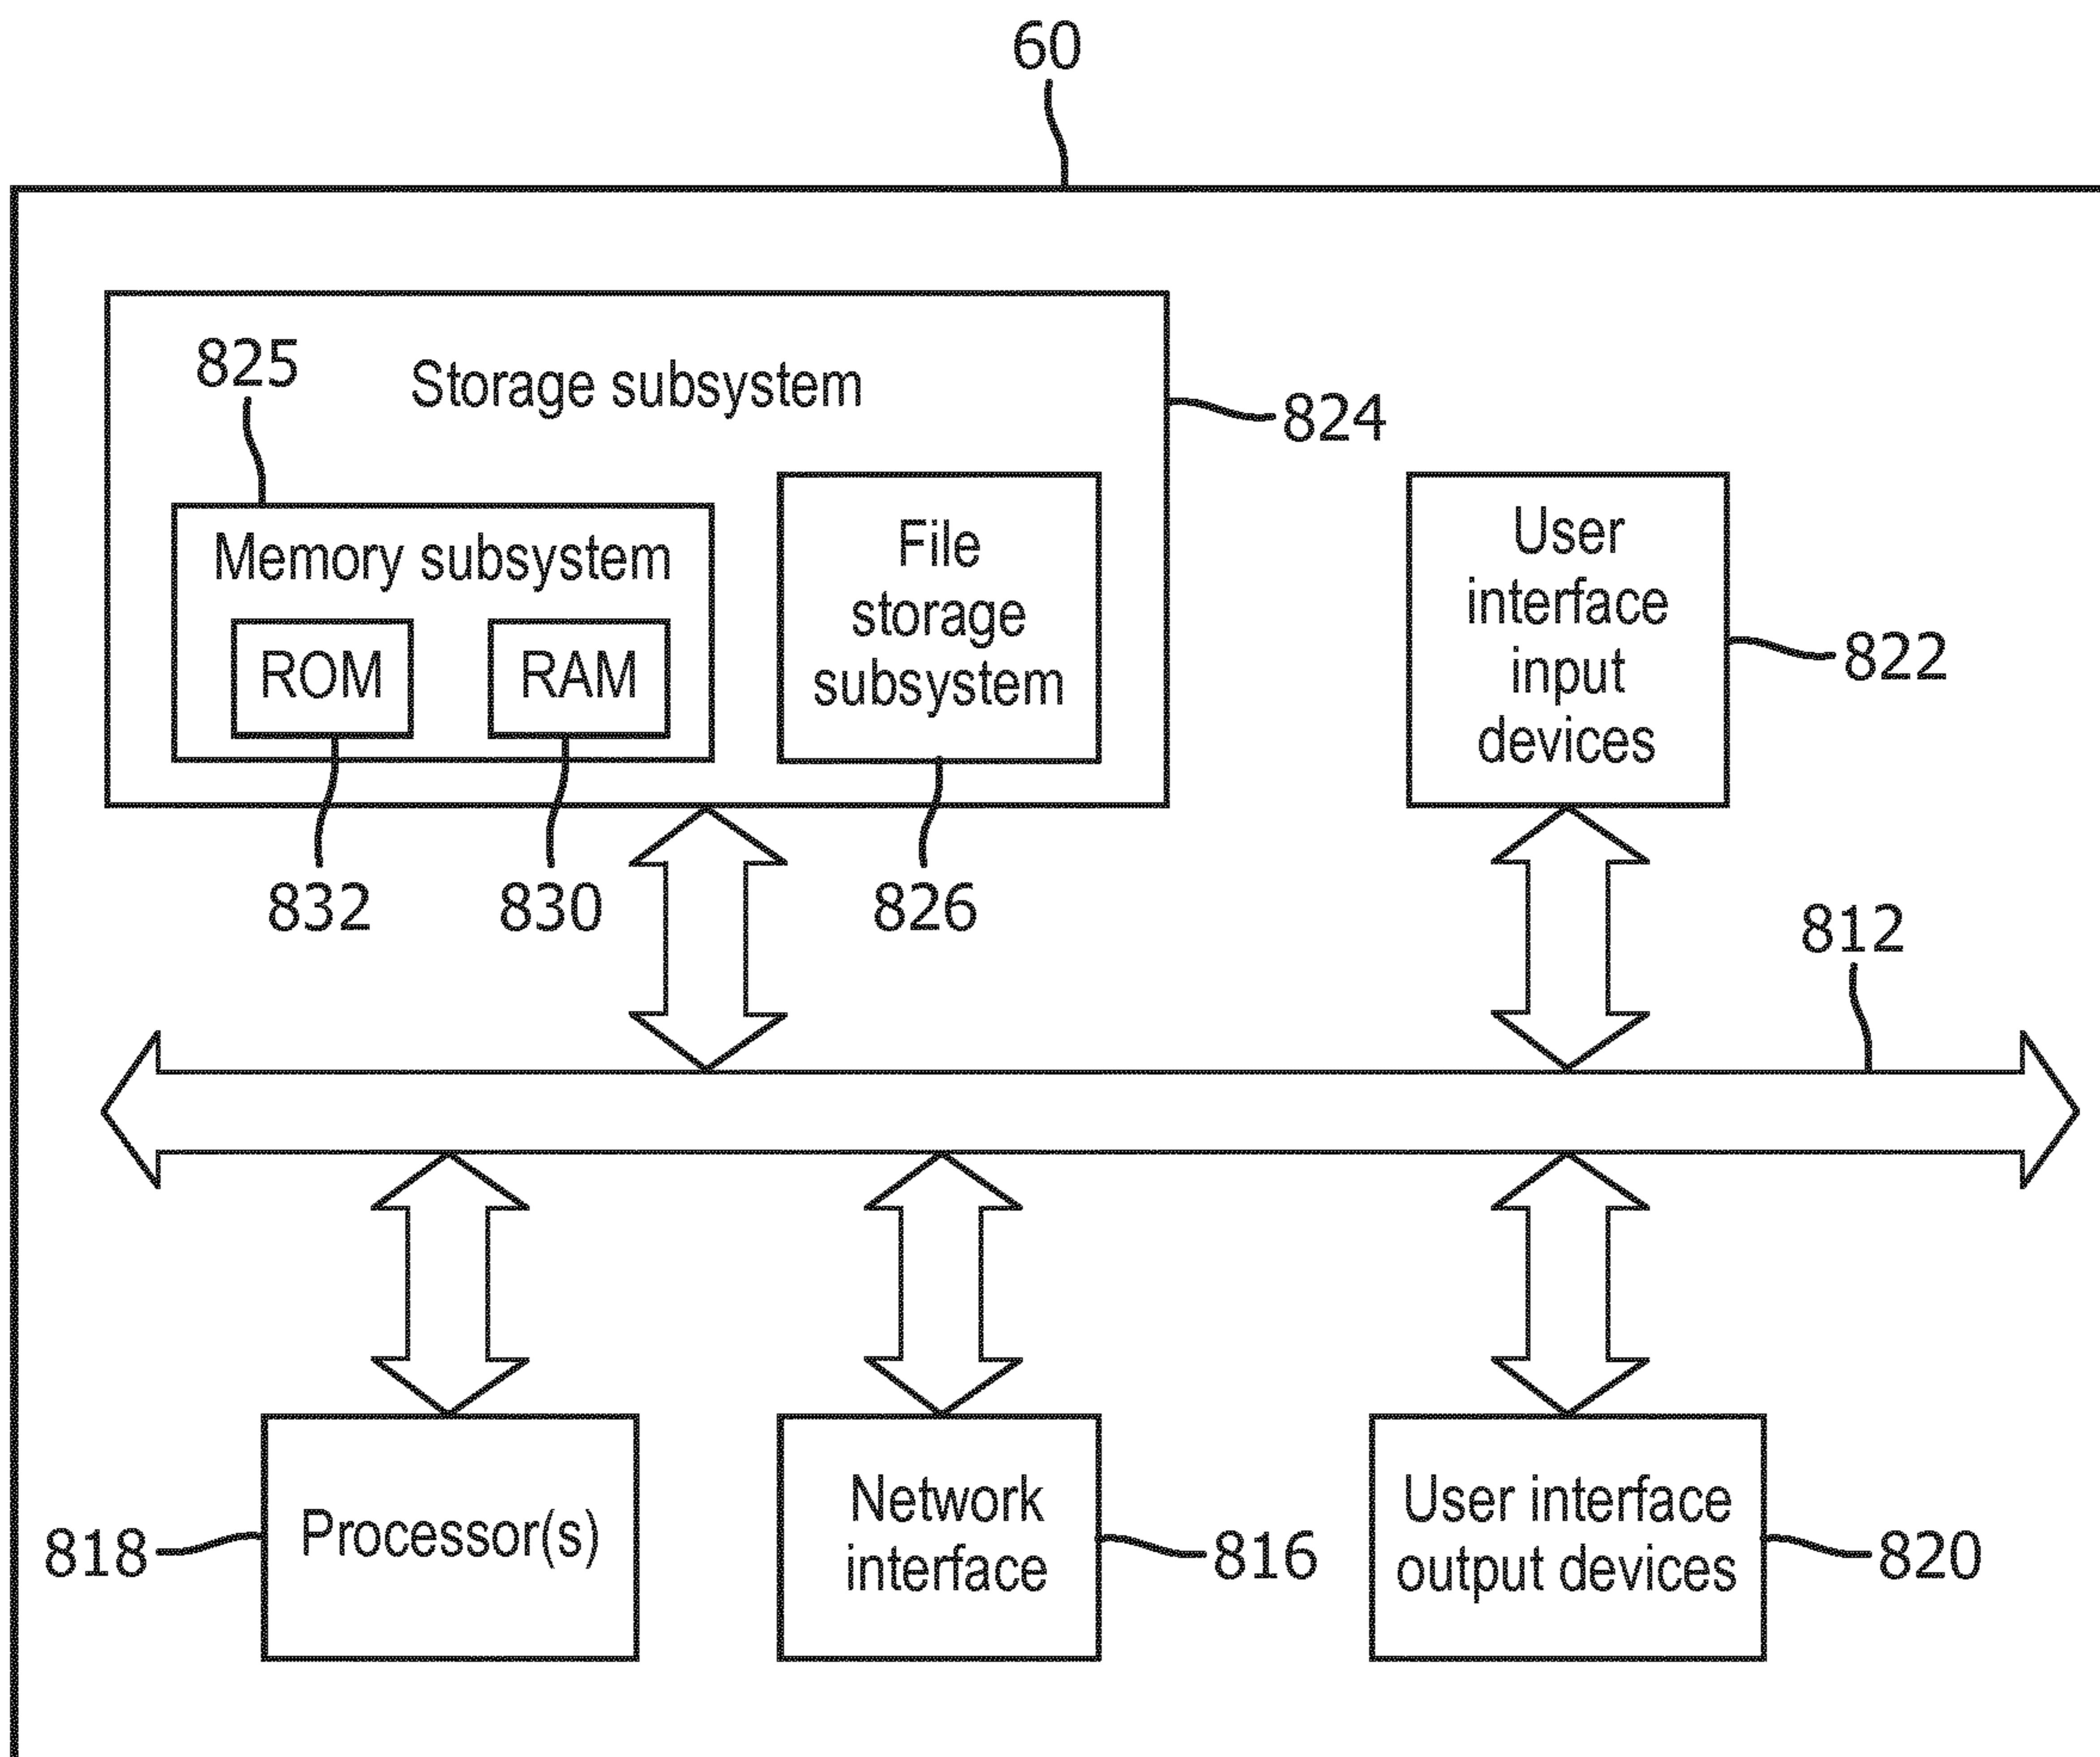 60
825
Storage subsystem
824
Memory subsystem
ROM
RAM
File
storage
subsystem
User
interface
input
devices
822
832
830
826
812
818
Processor(s)
Network
interface
816
User interface
output devices
820